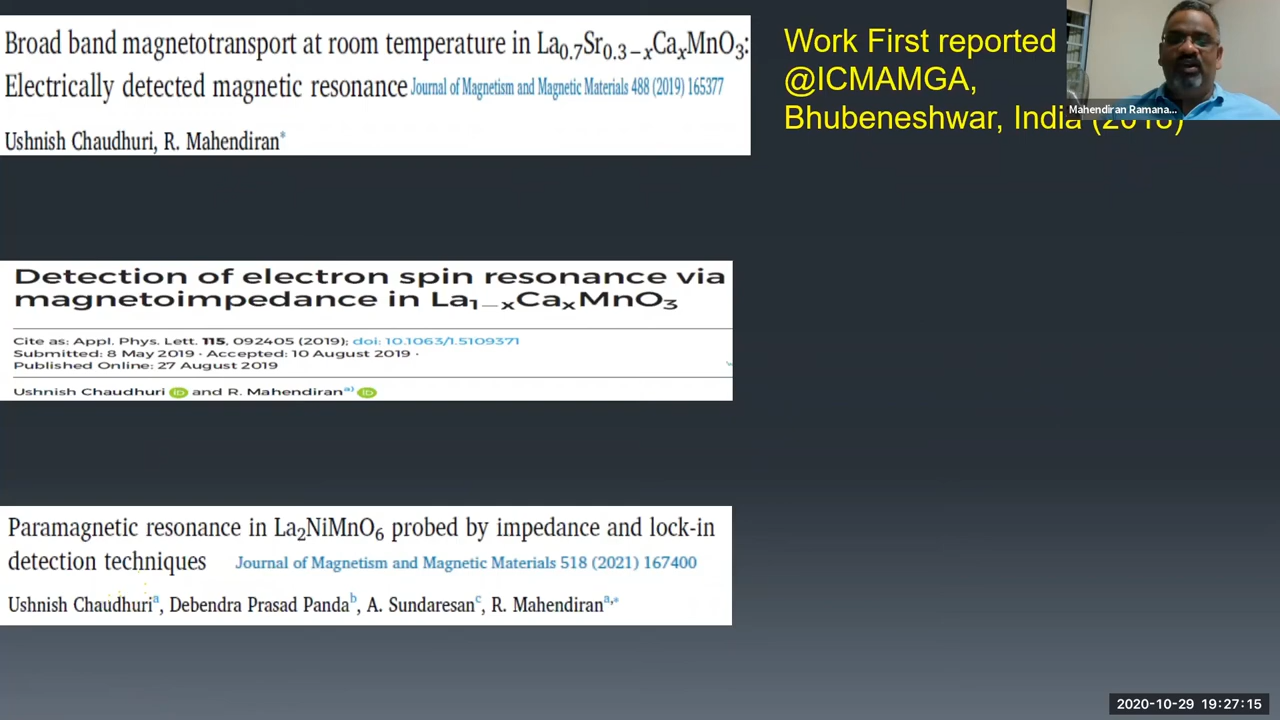 Broad band magnetotransport at room temperature in La0.7Sr0.3−xCaxMnO3:
Electrically detected magnetic resonance Journal of Magnetism and Magnetic Materials 488 (2019) 165377
Ushnish Chaudhuri, R. Mahendiran*
Work First reported
@ICMAMGA,
Bhubeneshwar, India (2018)
Mahendiran Ramana...
Detection of electron spin resonance via
magnetoimpedance in La1−xCaxMnO3
Cite as: Appl. Phys. Lett. 115, 092405 (2019); doi: 10.1063/1.5109371
Submitted: 8 May 2019 · Accepted: 10 August 2019 ·
Published Online: 27 August 2019
Ushnish Chaudhuri iD and R. Mahendiran a) iD
Paramagnetic resonance in La2NiMnO6 probed by impedance and lock-in
detection techniques Journal of Magnetism and Magnetic Materials 518 (2021) 167400
Ushnish Chaudhuri a, Debendra Prasad Panda b, A. Sundaresan c, R. Mahendiran a,*
2020-10-29 19:27:15